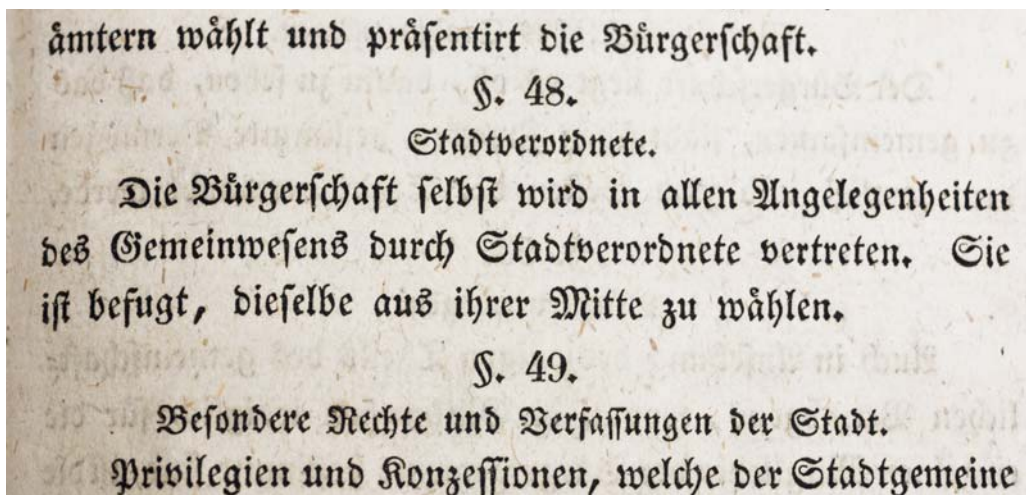 ämtern wählt und präsentirt die Bürgerschaft.
§. 48.
Stadtverordnete.
Die Bürgerschaft selbst wird in allen Angelegenheiten
des Gemeinwesens durch Stadtverordnete vertreten. Sie
ist befugt, dieselbe aus ihrer Mitte zu wählen.
§. 49.
Besondere Rechte und Verfassungen der Stadt.
Privilegien und Konzessionen, welche der Stadtgemeine